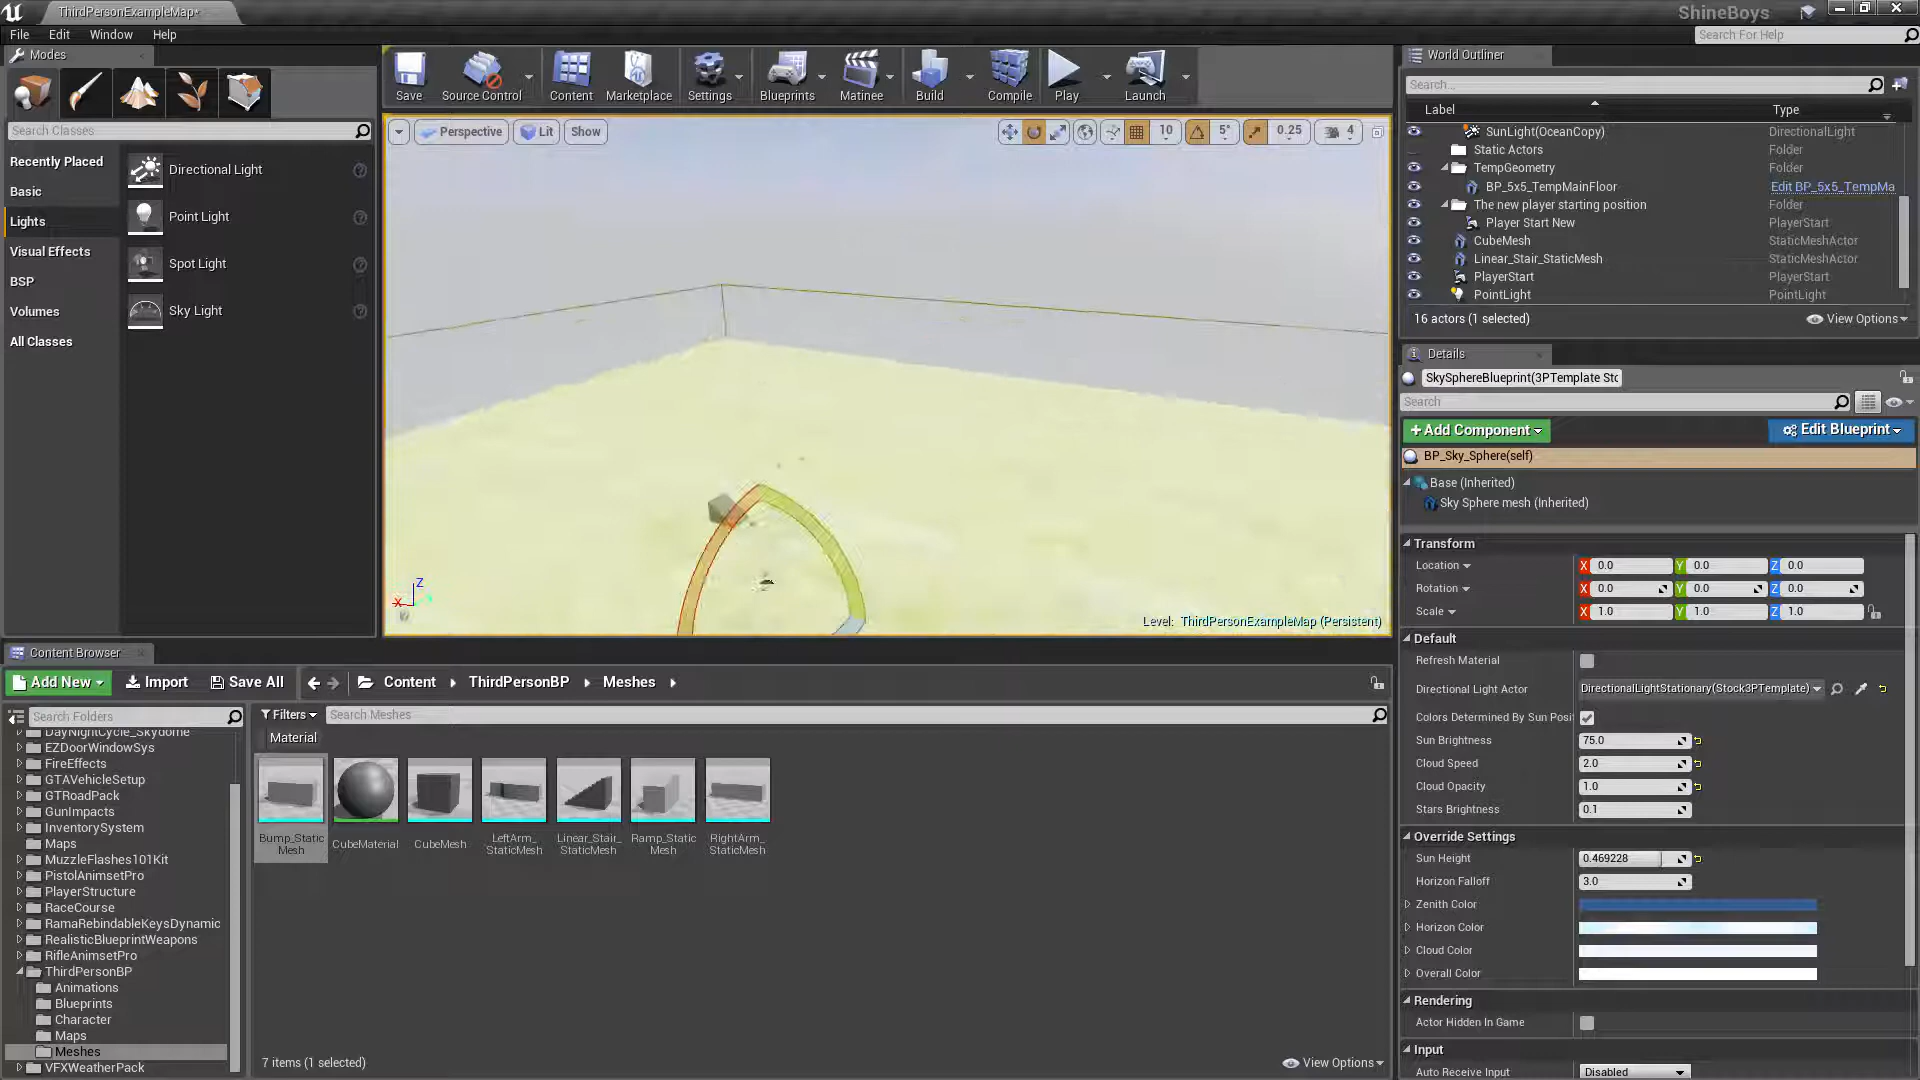 ThirdPersonExampleMap*
ShineBoys
File Edit Window Help
Search For Help
Modes
Search Classes
Recently Placed
Basic
Lights
Visual Effects
BSP
Volumes
All Classes
Directional Light
Point Light
Spot Light
Sky Light
Save Source Control Content Marketplace Settings Blueprints Matinee Build Compile Play Launch
Perspective Lit Show
10 5° 0.25 4
Z
X
Level: ThirdPersonExampleMap (Persistent)
World Outliner
Search...
Label Type
SunLight(OceanCopy) DirectionalLight
Static Actors Folder
TempGeometry Folder
BP_5x5_TempMainFloor Edit BP_5x5_TempMa
The new player starting position Folder
Player Start New PlayerStart
CubeMesh StaticMeshActor
Linear_Stair_StaticMesh StaticMeshActor
PlayerStart PlayerStart
PointLight PointLight
16 actors (1 selected) View Options
Details
SkySphereBlueprint(3PTemplate Stc
Search
+Add Component Edit Blueprint
BP_Sky_Sphere(self)
Base (Inherited)
Sky Sphere mesh (Inherited)
Transform
Location X 0.0 Y 0.0 Z 0.0
Rotation X 0.0 Y 0.0 Z 0.0
Scale X 1.0 Y 1.0 Z 1.0
Default
Refresh Material
Directional Light Actor DirectionalLightStationary(Stock3PTemplate)
Colors Determined By Sun Posit
Sun Brightness 75.0
Cloud Speed 2.0
Cloud Opacity 1.0
Stars Brightness 0.1
Override Settings
Sun Height 0.469228
Horizon Falloff 3.0
Zenith Color
Horizon Color
Cloud Color
Overall Color
Rendering
Actor Hidden In Game
Input
Auto Receive Input Disabled
Content Browser
Add New Import Save All Content ThirdPersonBP Meshes
Search Folders
DayNightCycle_Skydome
EZDoorWindowSys
FireEffects
GTAVehicleSetup
GTRoadPack
GunImpacts
InventorySystem
Maps
MuzzleFlashes101Kit
PistolAnimsetPro
PlayerStructure
RaceCourse
RamaRebindableKeysDynamic
RealisticBlueprintWeapons
RifleAnimsetPro
ThirdPersonBP
Animations
Blueprints
Character
Maps
Meshes
VFXWeatherPack
Filters Search Meshes
Material
Bump_Static
Mesh
CubeMaterial
CubeMesh
LeftArm_
StaticMesh
Linear_Stair_
StaticMesh
Ramp_Static
Mesh
RightArm_
StaticMesh
7 items (1 selected) View Options